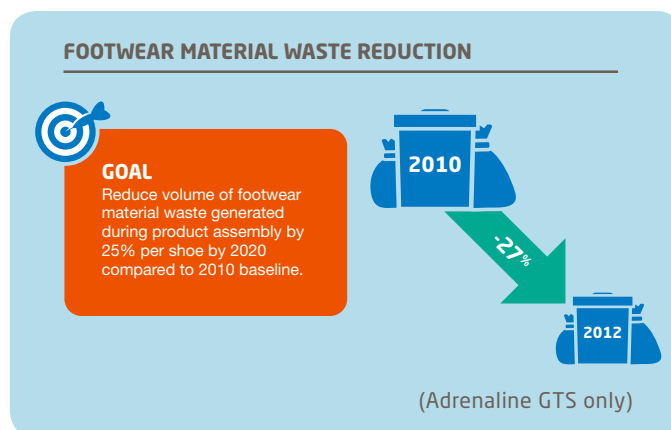 FOOTWEAR MATERIAL WASTE REDUCTION
GOAL
Reduce volume of footwear
material waste generated
during product assembly by
25% per shoe by 2020
compared to 2010 baseline.
2010
-27%
2012
(Adrenaline GTS only)